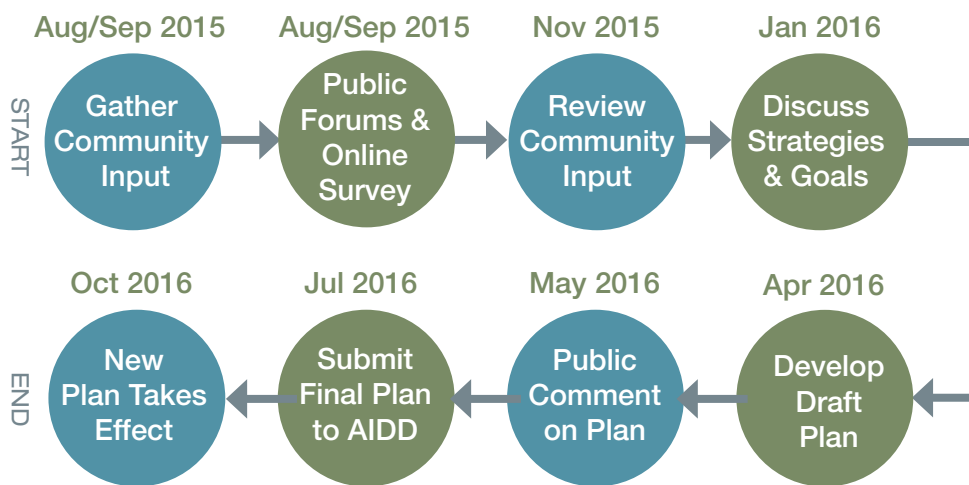 Aug/Sep 2015
Aug/Sep 2015
Nov 2015
Jan 2016
START
Gather
Community
Input
Public
Forums &
Online
Survey
Review
Community
Input
Discuss
Strategies
& Goals
Oct 2016
Jul 2016
May 2016
Apr 2016
END
New
Plan Takes
Effect
Submit
Final Plan
to AIDD
Public
Comment
on Plan
Develop
Draft
Plan